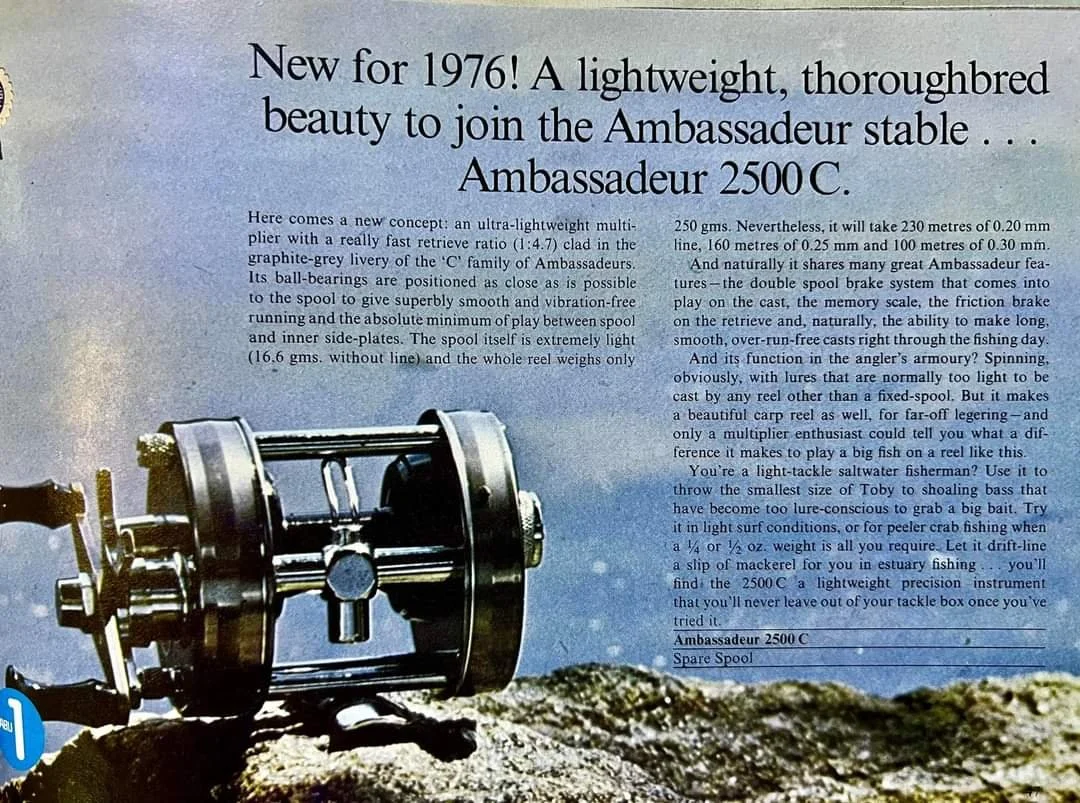 New for 1976! A lightweight, thoroughbred
beauty to join the Ambassadeur stable . . .
Ambassadeur 2500 C.
Here comes a new concept: an ultra-lightweight multi-
plier with a really fast retrieve ratio (1:4.7) clad in the
graphite-grey livery of the 'C' family of Ambassadeurs.
Its ball-bearings are positioned as close as is possible
to the spool to give superbly smooth and vibration-free
running and the absolute minimum of play between spool
and inner side-plates. The spool itself is extremely light
(16.6 gms. without line) and the whole reel weighs only
250 gms. Nevertheless, it will take 230 metres of 0.20 mm
line, 160 metres of 0.25 mm and 100 metres of 0.30 mm.
And naturally it shares many great Ambassadeur fea-
tures—the double spool brake system that comes into
play on the cast, the memory scale, the friction brake
on the retrieve and, naturally, the ability to make long,
smooth, over-run-free casts right through the fishing day.
And its function in the angler's armoury? Spinning,
obviously, with lures that are normally too light to be
cast by any reel other than a fixed-spool. But it makes
a beautiful carp reel as well, for far-off legering—and
only a multiplier enthusiast could tell you what a dif-
ference it makes to play a big fish on a reel like this.
You're a light-tackle saltwater fisherman? Use it to
throw the smallest size of Toby to shoaling bass that
have become too lure-conscious to grab a big bait. Try
it in light surf conditions, or for peeler crab fishing when
a ¼ or ½ oz. weight is all you require. Let it drift-line
a slip of mackerel for you in estuary fishing . . . you'll
find the 2500 C a lightweight precision instrument
that you'll never leave out of your tackle box once you've
tried it.
Ambassadeur 2500 C
Spare Spool
ABU
1